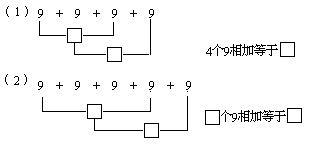 (1) 9 + 9 + 9 + 9
4个9相加等于□
(2) 9 + 9 + 9 + 9 + 9
□个9相加等于□